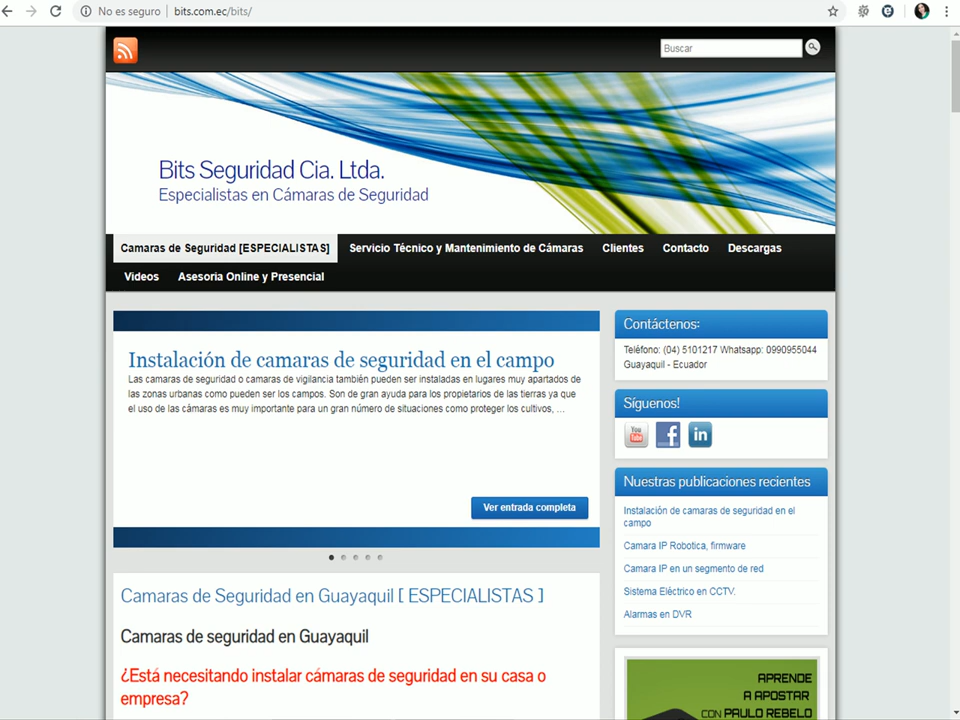 No es seguro | bits.com.ec/bits/
Buscar
Bits Seguridad Cia. Ltda.
Especialistas en Cámaras de Seguridad
Camaras de Seguridad [ESPECIALISTAS]
Servicio Técnico y Mantenimiento de Cámaras
Clientes
Contacto
Descargas
Videos
Asesoria Online y Presencial
Instalación de camaras de seguridad en el campo
Las camaras de seguridad o camaras de vigilancia también pueden ser instaladas en lugares muy apartados de
las zonas urbanas como pueden ser los campos. Son de gran ayuda para los propietarios de las tierras ya que
el uso de las cámaras es muy importante para un gran número de situaciones como proteger los cultivos, ...
Ver entrada completa
Camaras de Seguridad en Guayaquil [ ESPECIALISTAS ]
Camaras de seguridad en Guayaquil
¿Está necesitando instalar cámaras de seguridad en su casa o
empresa?
Contáctenos:
Teléfono: (04) 5101217 Whatsapp: 0990955044
Guayaquil - Ecuador
Síguenos!
You
Tube
f
in
Nuestras publicaciones recientes
Instalación de camaras de seguridad en el
campo
Camara IP Robotica, firmware
Camara IP en un segmento de red
Sistema Eléctrico en CCTV.
Alarmas en DVR
APRENDE
A APOSTAR
CON PAULO REBELO